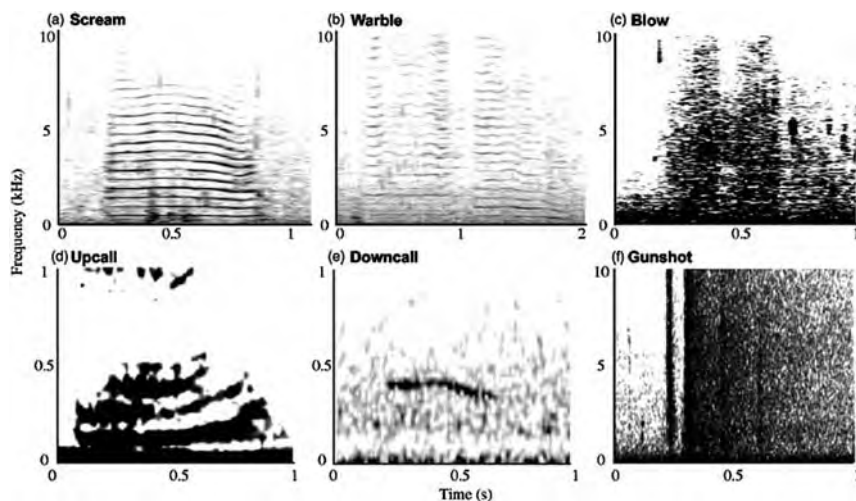 (a) Scream (b) Warble (c) Blow
10 10 10
5 5 5
0 0 0
0 0.5 1 0 1 2 0 0.5 1
Frequency (kHz)
(d) Upcall (e) Downcall (f) Gunshot
1 1 10
0.5 0.5 5
0 0 0
0 0.5 1 0 0.5 1 0 0.5 1
Time (s)